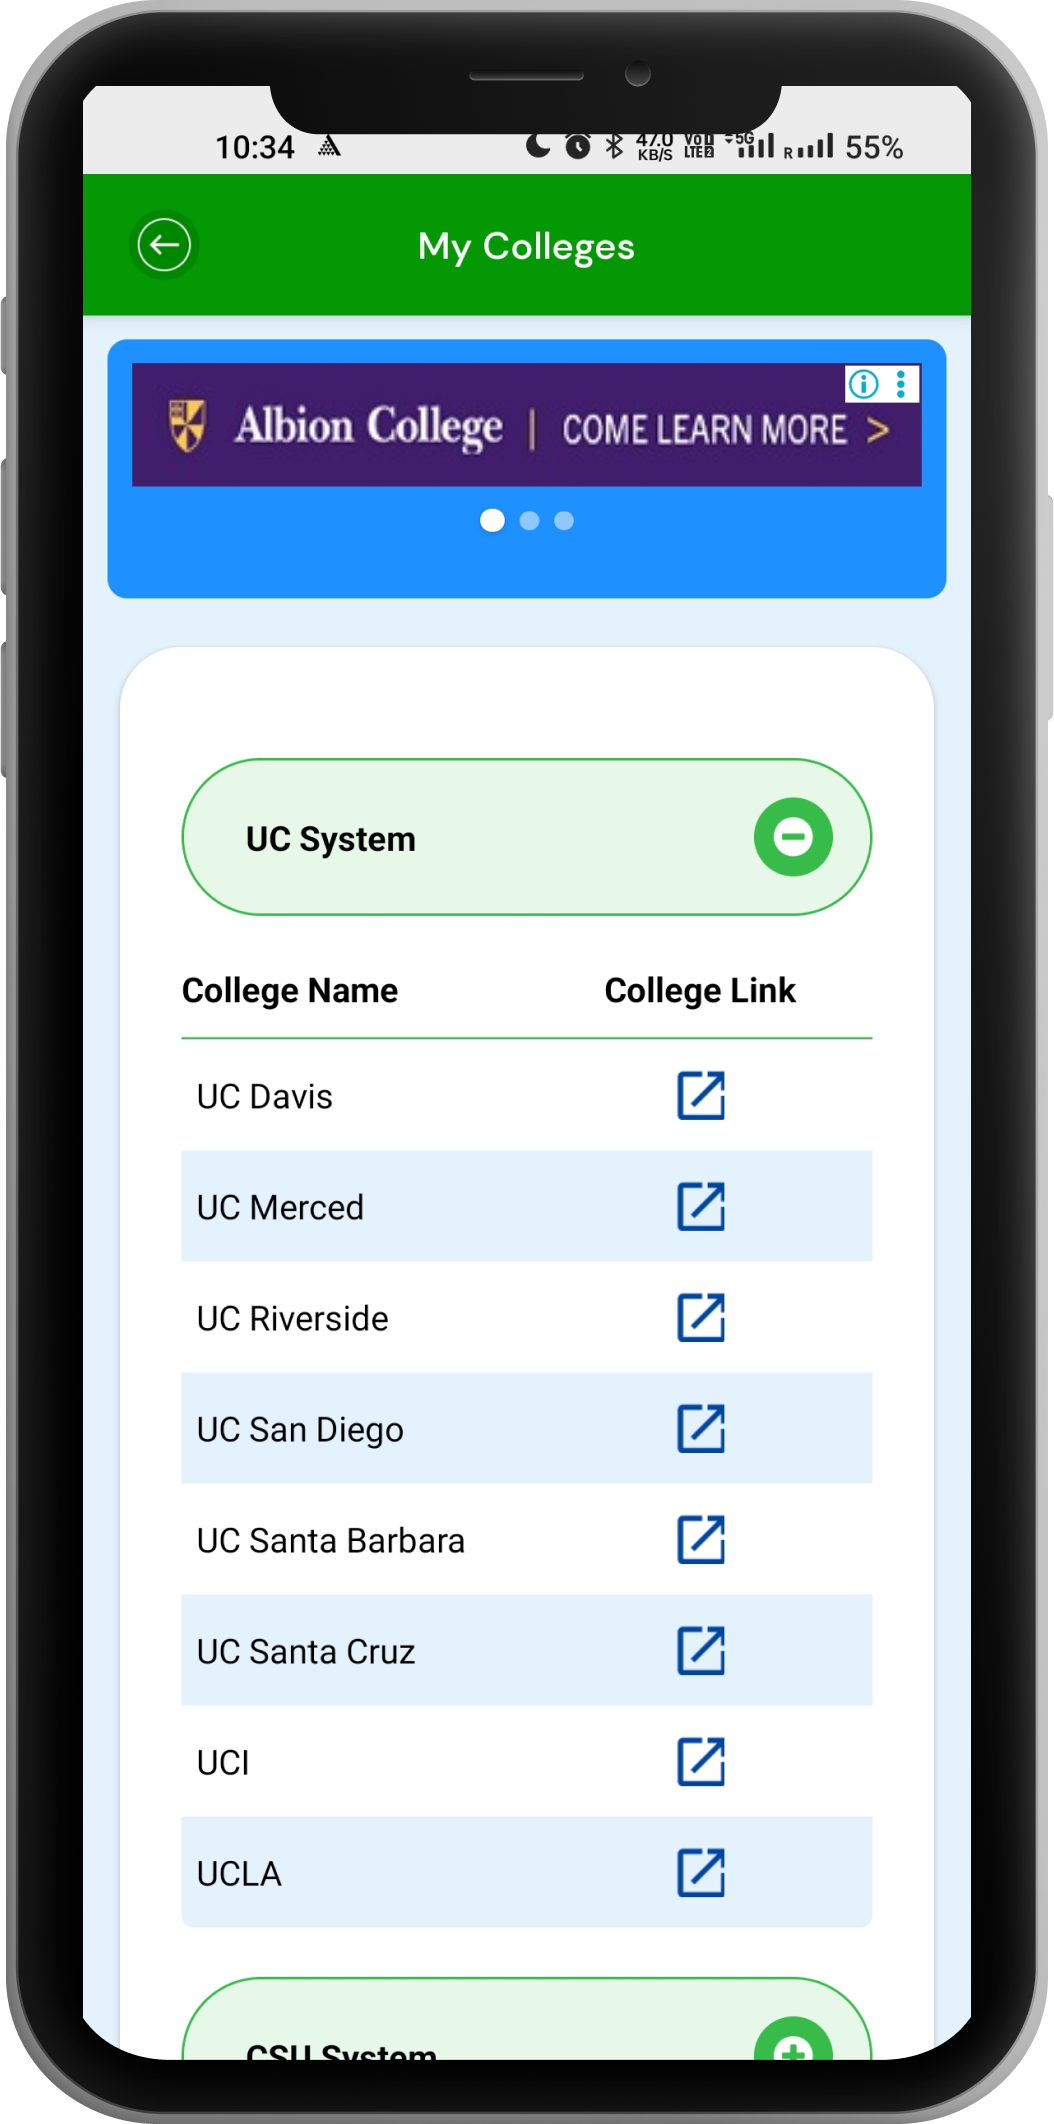 10:34 47.0 KB/S VoD LTE2 5G R 55%
My Colleges
Albion College | COME LEARN MORE >
UC System
College Name College Link
UC Davis
UC Merced
UC Riverside
UC San Diego
UC Santa Barbara
UC Santa Cruz
UCI
UCLA
CSU System